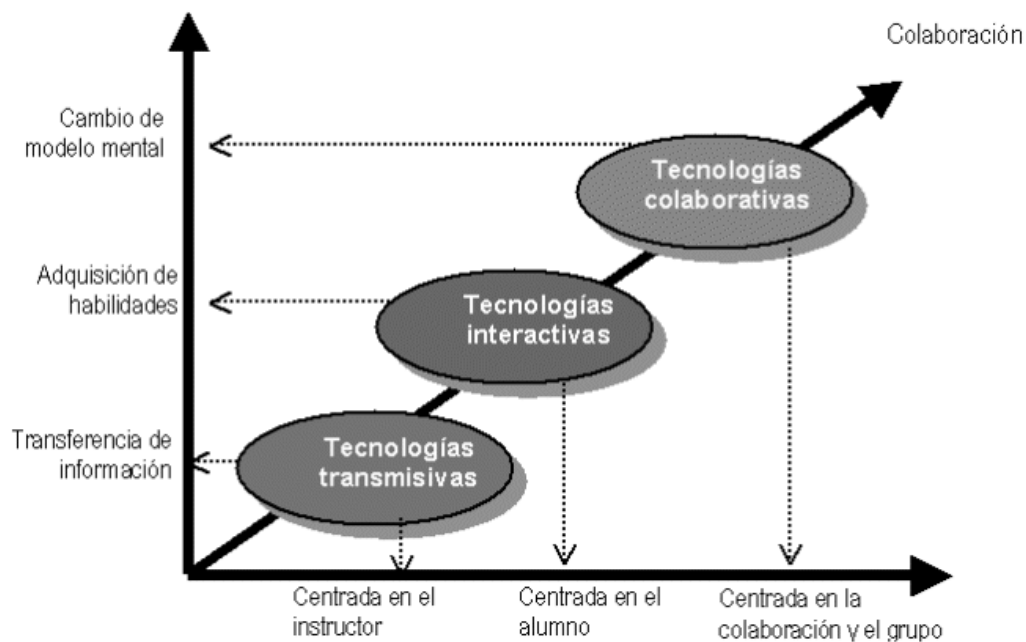 Colaboración
Cambio de
modelo mental
Tecnologías
colaborativas
Adquisición de
habilidades
Tecnologías
interactivas
Transferencia de
información
Tecnologías
transmisivas
Centrada en el
instructor
Centrada en el
alumno
Centrada en la
colaboración y el grupo